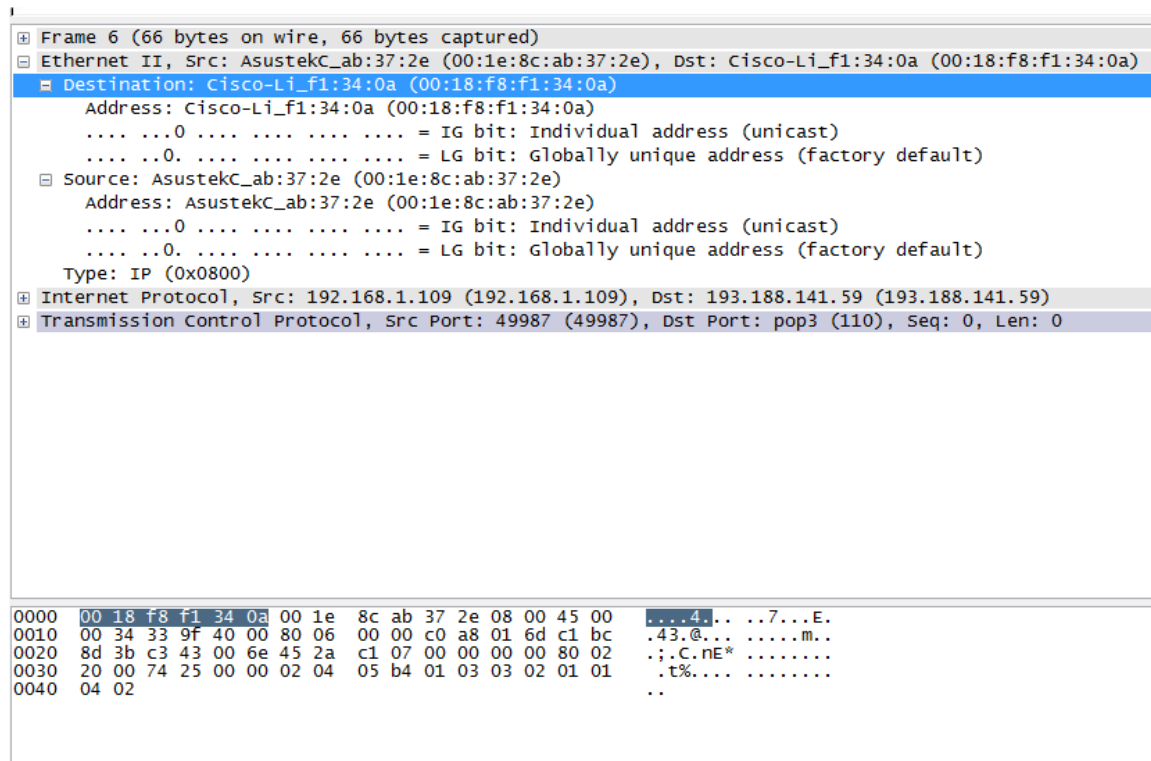 Frame 6 (66 bytes on wire, 66 bytes captured)
Ethernet II, Src: AsustekC_ab:37:2e (00:1e:8c:ab:37:2e), Dst: Cisco-Li_f1:34:0a (00:18:f8:f1:34:0a)
Destination: Cisco-Li_f1:34:0a (00:18:f8:f1:34:0a)
Address: Cisco-Li_f1:34:0a (00:18:f8:f1:34:0a)
.... ...0 .... .... .... .... = IG bit: Individual address (unicast)
.... ..0. .... .... .... .... = LG bit: Globally unique address (factory default)
Source: AsustekC_ab:37:2e (00:1e:8c:ab:37:2e)
Address: AsustekC_ab:37:2e (00:1e:8c:ab:37:2e)
.... ...0 .... .... .... .... = IG bit: Individual address (unicast)
.... ..0. .... .... .... .... = LG bit: Globally unique address (factory default)
Type: IP (0x0800)
Internet Protocol, Src: 192.168.1.109 (192.168.1.109), Dst: 193.188.141.59 (193.188.141.59)
Transmission Control Protocol, Src Port: 49987 (49987), Dst Port: pop3 (110), Seq: 0, Len: 0
0000 00 18 f8 f1 34 0a 00 1e 8c ab 37 2e 08 00 45 00 ....4... ..7...E.
0010 00 34 33 9f 40 00 80 06 00 00 c0 a8 01 6d c1 bc .43.@... .....m..
0020 8d 3b c3 43 00 6e 45 2a c1 07 00 00 00 00 80 02 .;.C.nE* ........
0030 20 00 74 25 00 00 02 04 05 b4 01 03 03 02 01 01 .t%.... ........
0040 04 02 ..